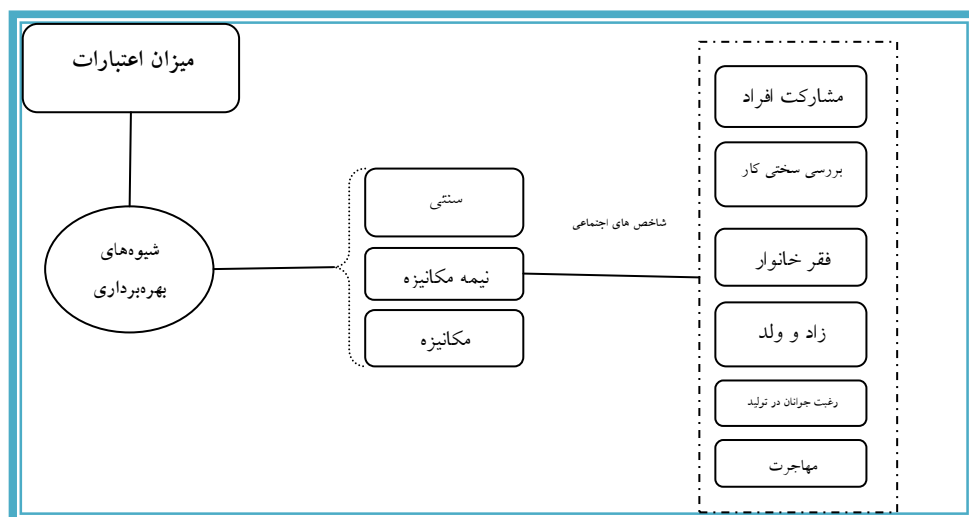 میزان اعتبارات
شیوه‌های
بهره‌برداری
سنتی
نیمه مکانیزه
مکانیزه
شاخص های اجتماعی
مشارکت افراد
بررسی سختی کار
فقر خانوار
زاد و ولد
رغبت جوانان در تولید
مهاجرت